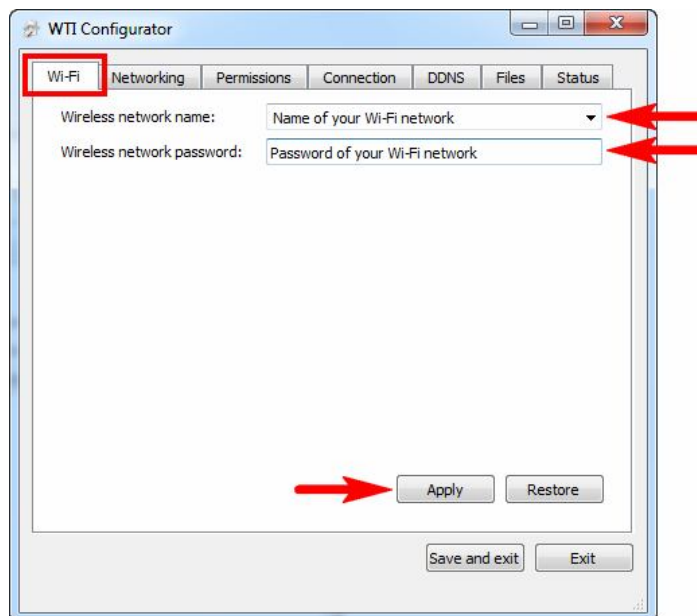 WTI Configurator
Wi-Fi Networking Permissions Connection DDNS Files Status
Wireless network name: Name of your Wi-Fi network
Wireless network password: Password of your Wi-Fi network
Apply Restore
Save and exit Exit